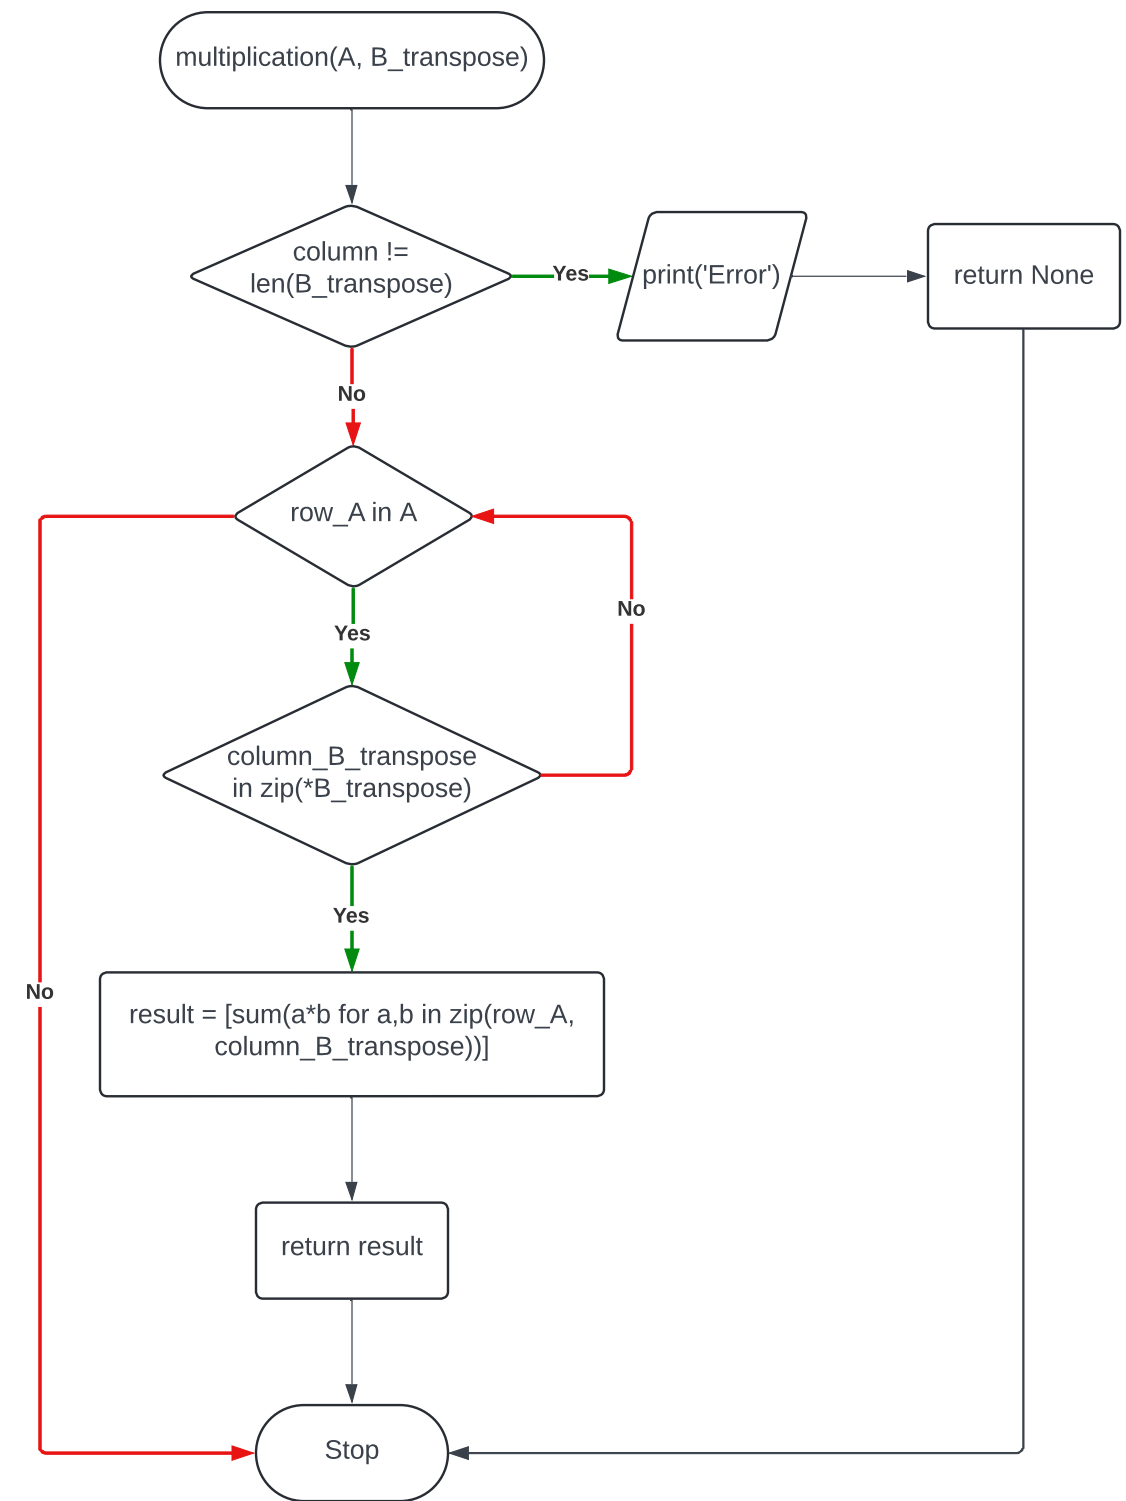 multiplication(A, B_transpose)
column !=
len(B_transpose)
Yes
print('Error')
return None
No
row_A in A
Yes
No
column_B_transpose
in zip(*B_transpose)
Yes
No
result = [sum(a*b for a,b in zip(row_A,
column_B_transpose))]
return result
Stop